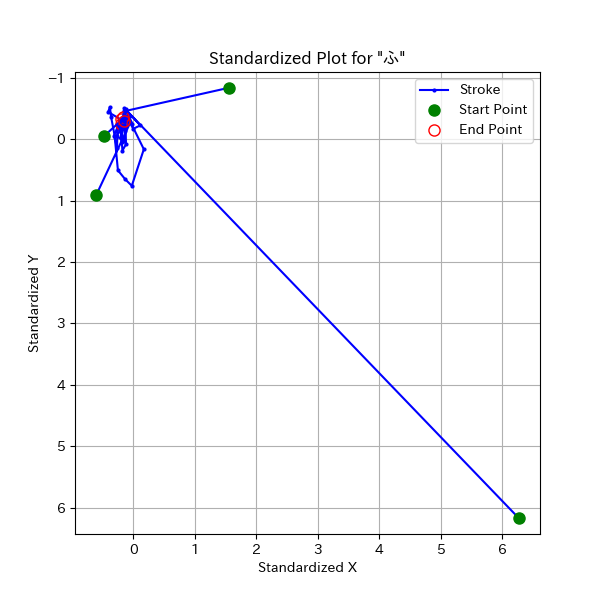 Standardized Plot for "ふ"
Stroke
Start Point
End Point
−1
0
1
2
3
4
5
6
Standardized Y
0 1 2 3 4 5 6
Standardized X